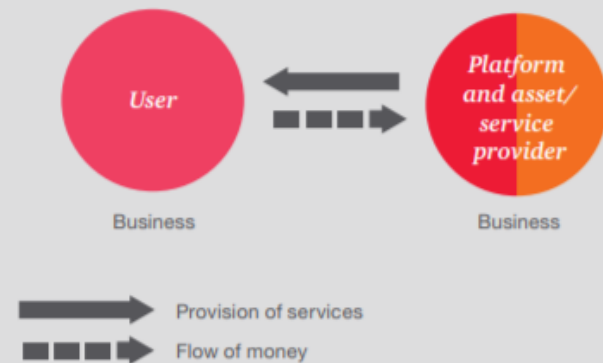 User
Platform
and asset/
service
provider
Business
Business
Provision of services
Flow of money